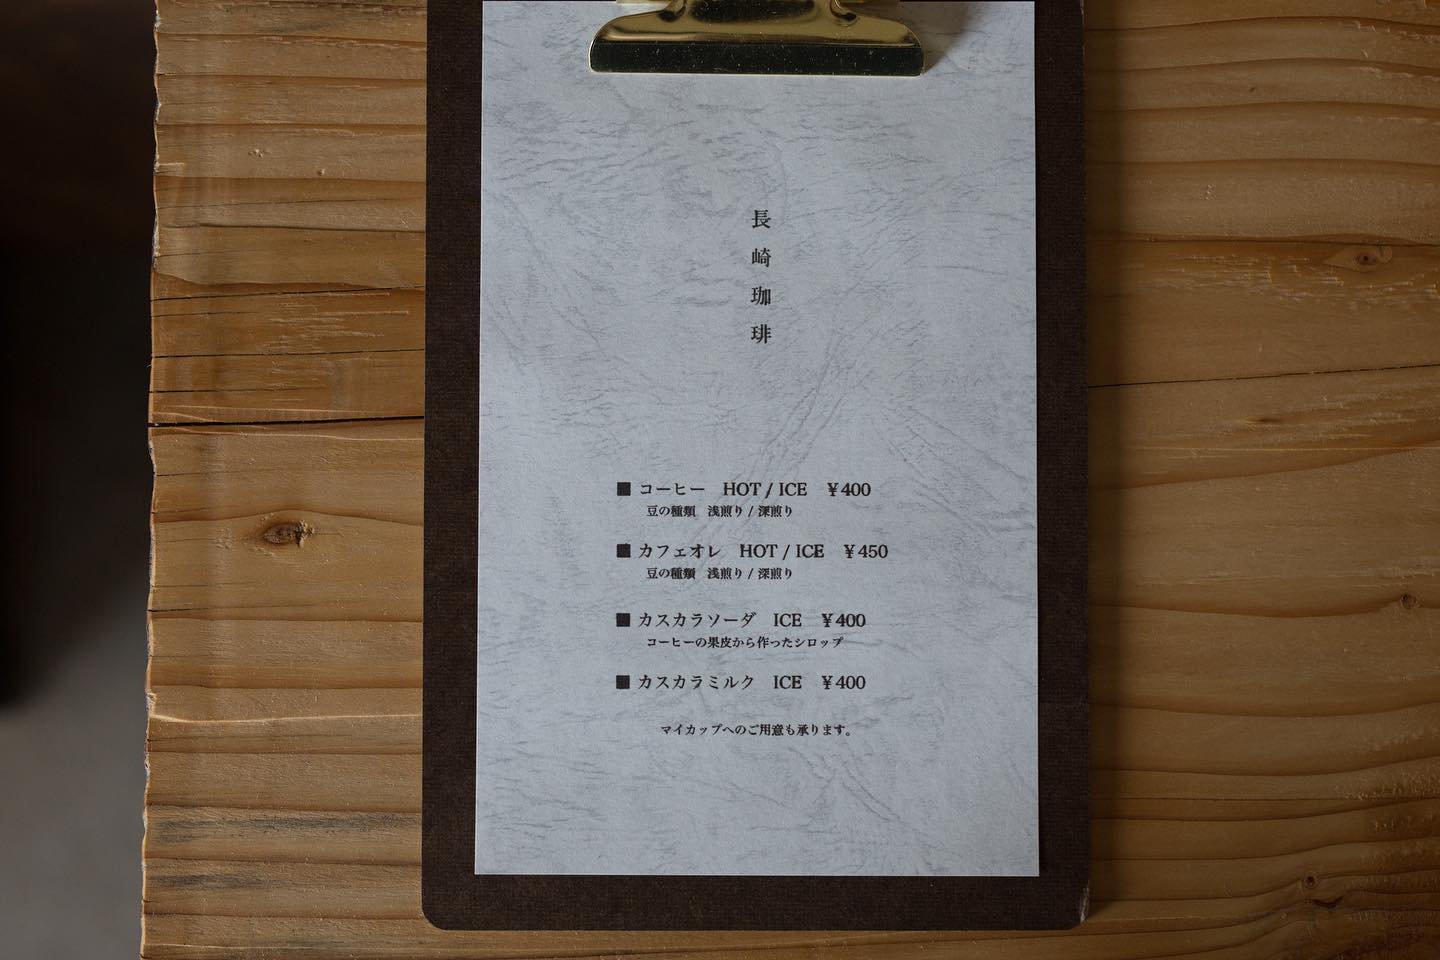 長崎珈琲
■ コーヒー　HOT / ICE　¥400
豆の種類　浅煎り / 深煎り
■ カフェオレ　HOT / ICE　¥450
豆の種類　浅煎り / 深煎り
■ カスカラソーダ　ICE　¥400
コーヒーの果皮から作ったシロップ
■ カスカラミルク　ICE　¥400
マイカップへのご用意も承ります。